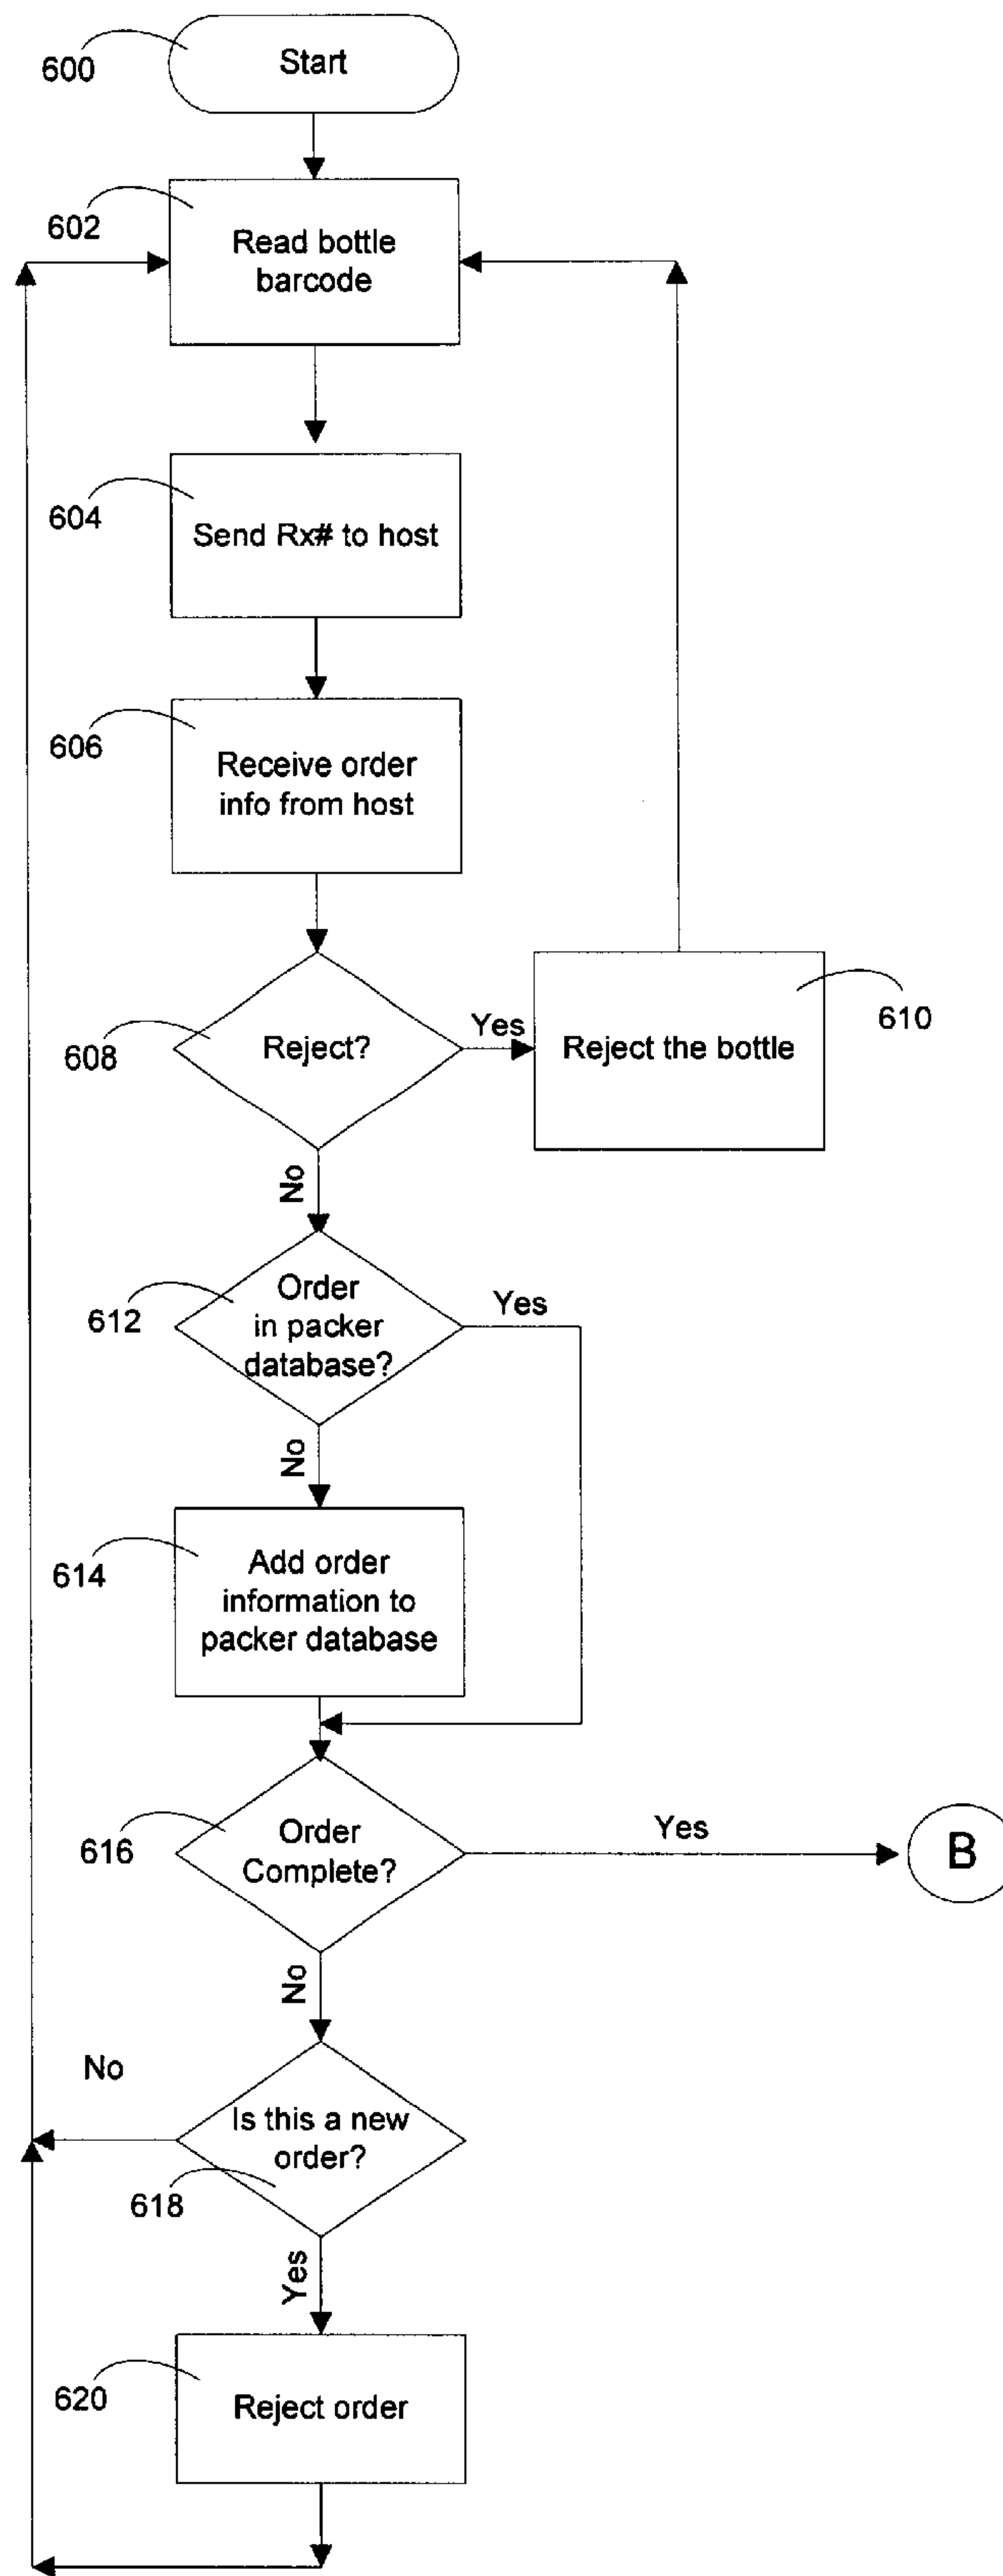 600
Start
602
Read bottle
barcode
604
Send Rx# to host
606
Receive order
info from host
608
Reject?
Yes
Reject the bottle
610
No
612
Order
in packer
database?
Yes
No
614
Add order
information to
packer database
616
Order
Complete?
Yes
B
No
No
Is this a new
order?
618
Yes
620
Reject order